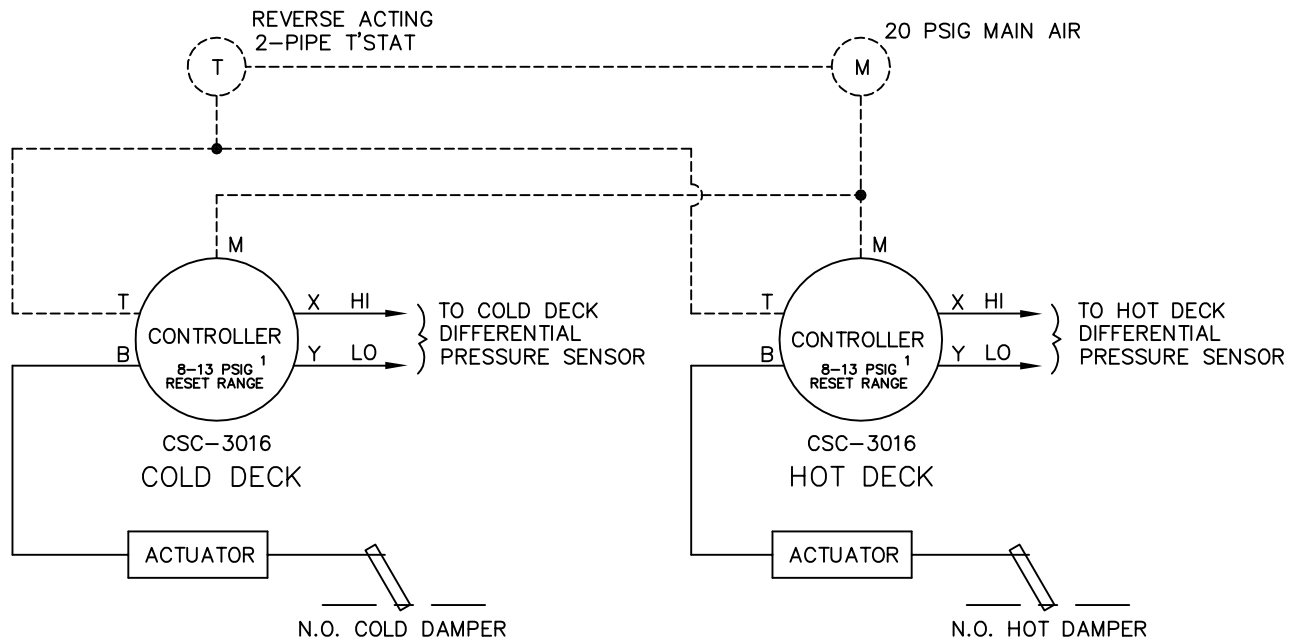 REVERSE ACTING
2-PIPE T'STAT
20 PSIG MAIN AIR
T
M
M
M
T
X HI
B
Y LO
CONTROLLER
8-13 PSIG 1
RESET RANGE
TO COLD DECK
DIFFERENTIAL
PRESSURE SENSOR
T
X HI
B
Y LO
CONTROLLER
8-13 PSIG 1
RESET RANGE
TO HOT DECK
DIFFERENTIAL
PRESSURE SENSOR
CSC-3016
COLD DECK
CSC-3016
HOT DECK
ACTUATOR
ACTUATOR
N.O. COLD DAMPER
N.O. HOT DAMPER